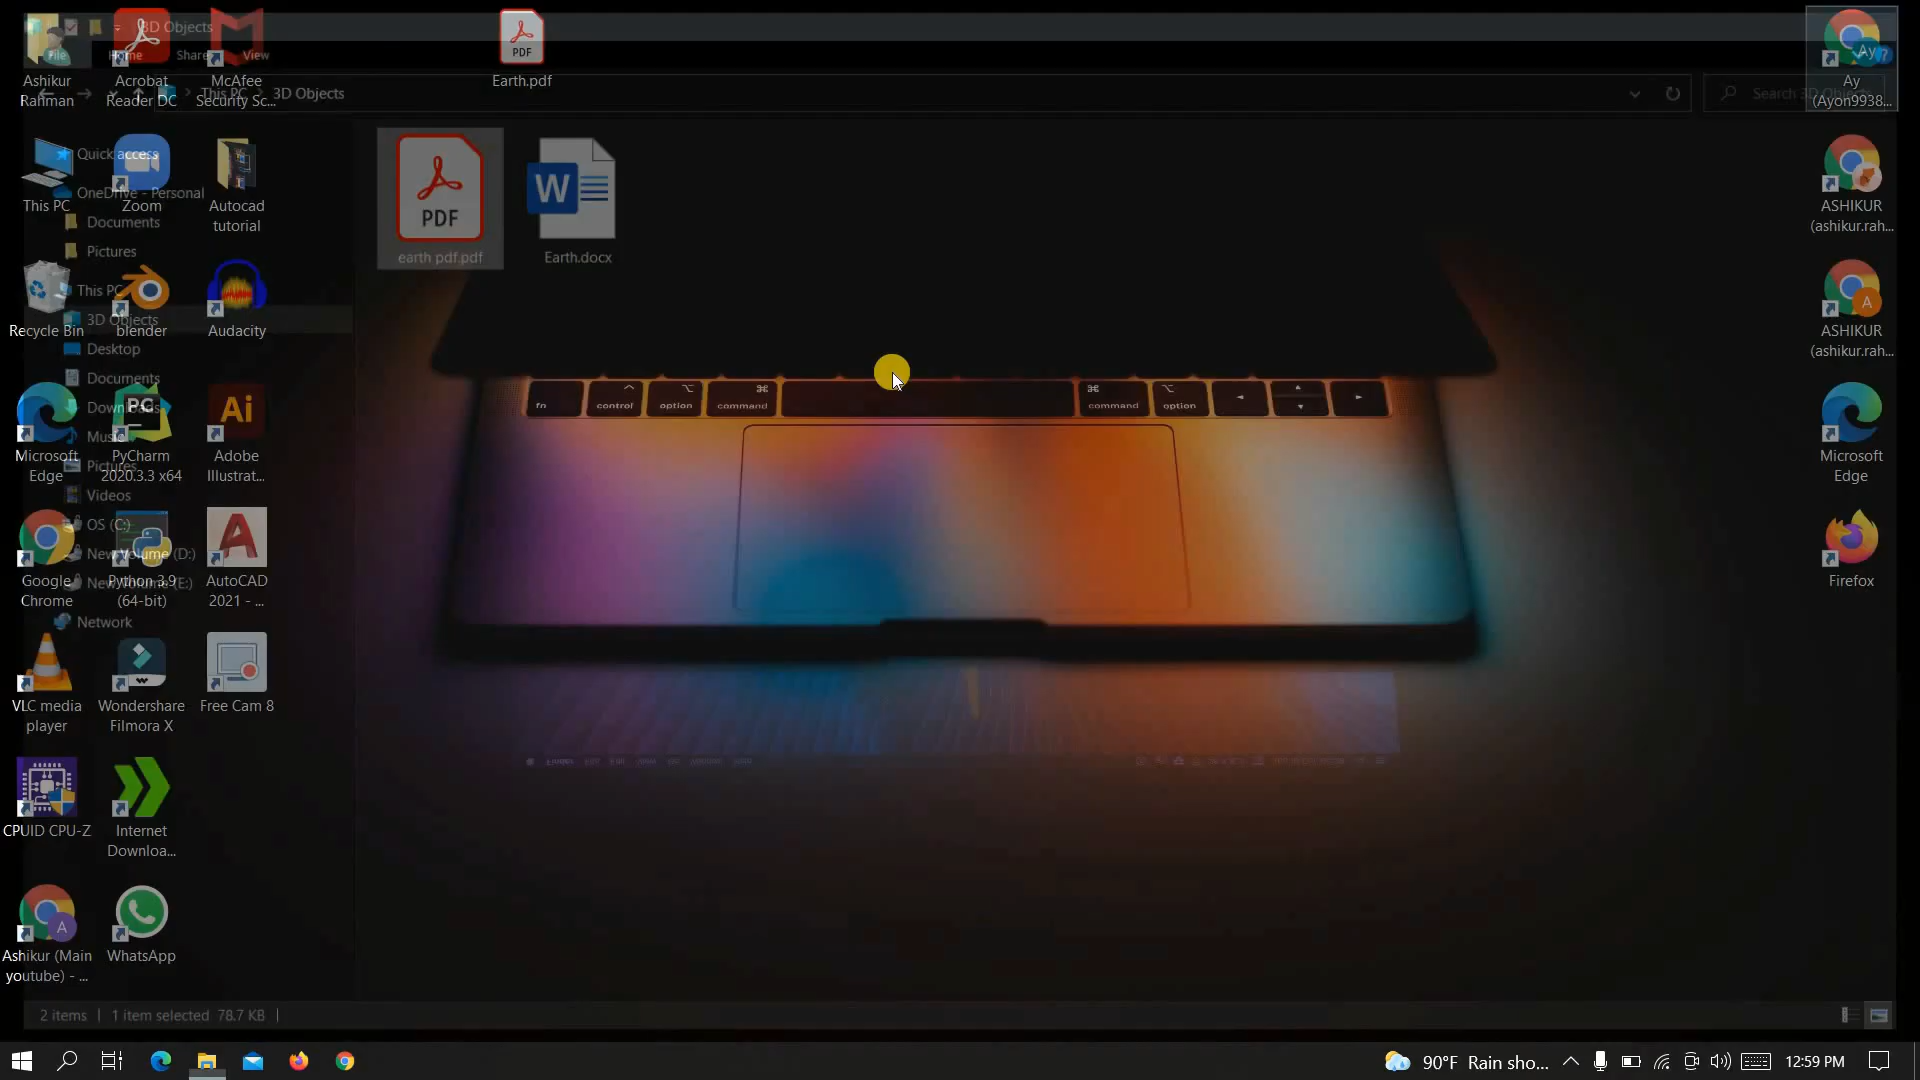 3D Objects
File
Home
Share
View
This PC
3D Objects
Search 3D
Ashikur
Rahman
Acrobat
Reader DC
McAfee
Security Sc...
PDF
Earth.pdf
Ay
Ay
(Ayon9938...
Quick access
OneDrive - Personal
Documents
Pictures
This PC
3D Objects
Desktop
Documents
Downloads
Music
Pictures
Videos
OS (C:)
New Volume (D:)
New Volume (E:)
Network
This PC
Zoom
Autocad
tutorial
PDF
earth pdf.pdf
W
Earth.docx
ASHIKUR
(ashikur.rah...
Recycle Bin
blender
Audacity
A
ASHIKUR
(ashikur.rah...
fn
control
option
command
command
option
Microsoft
Edge
PC
PyCharm
2020.3.3 x64
Ai
Adobe
Illustrat...
Microsoft
Edge
Google
Chrome
Python 3.9
(64-bit)
A
AutoCAD
2021 - ...
Firefox
VLC media
player
Wondershare
Filmora X
Free Cam 8
CPUID CPU-Z
Internet
Downloa...
A
Ashikur (Main
youtube) - ...
WhatsApp
2 items
1 item selected 78.7 KB
90°F Rain sho...
12:59 PM